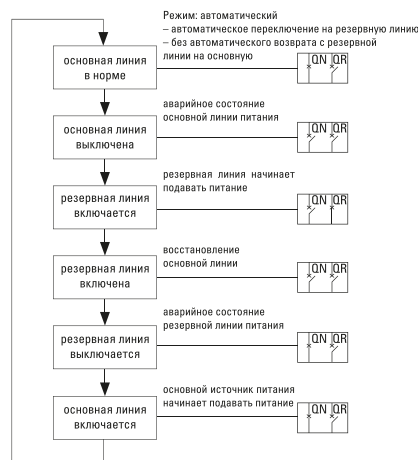 Режим: автоматический
– автоматическое переключение на резервную линию
– без автоматического возврата с резервной
линии на основную
основная линия
в норме
QN QR
аварийное состояние
основной линии питания
основная линия
выключена
QN QR
резервная линия начинает
подавать питание
резервная линия
включается
QN QR
восстановление
основной линии
резервная линия
включена
QN QR
аварийное состояние
резервной линии питания
резервная линия
выключается
QN QR
основной источник питания
начинает подавать питание
основная линия
включается
QN QR